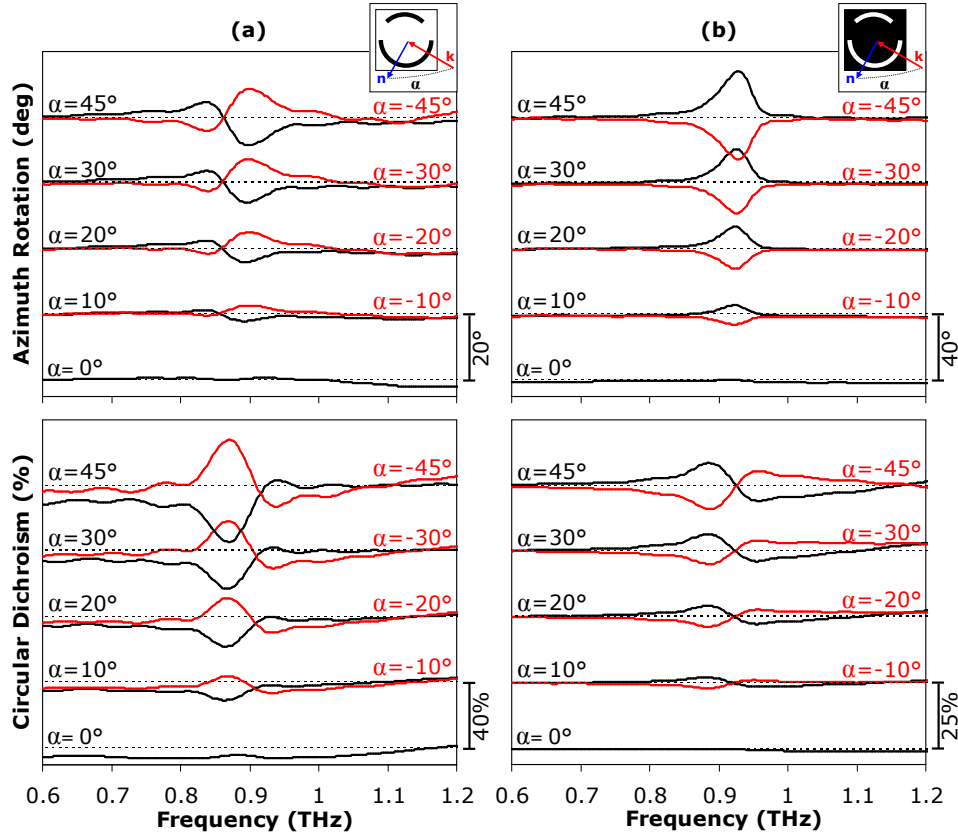 (a)
(b)
n
k
α
n
k
α
Azimuth Rotation (deg)
α=45°
α=-45°
α=30°
α=-30°
α=20°
α=-20°
α=10°
α=-10°
α= 0°
20°
α=45°
α=-45°
α=30°
α=-30°
α=20°
α=-20°
α=10°
α=-10°
α= 0°
40°
Circular Dichroism (%)
α=45°
α=-45°
α=30°
α=-30°
α=20°
α=-20°
α=10°
α=-10°
α=0°
40%
α=45°
α=-45°
α=30°
α=-30°
α=20°
α=-20°
α=10°
α=-10°
α=0°
25%
0.6 0.7 0.8 0.9 1 1.1 1.2
Frequency (THz)
0.6 0.7 0.8 0.9 1 1.1 1.2
Frequency (THz)